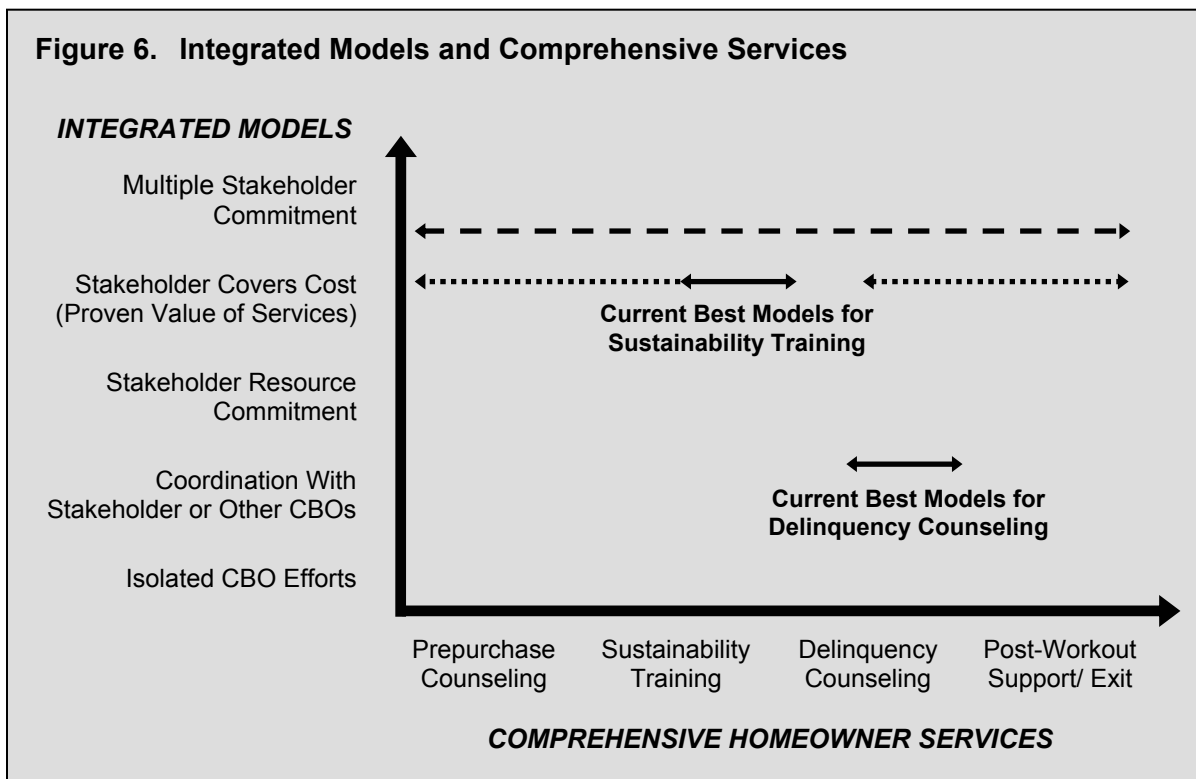 Figure 6. Integrated Models and Comprehensive Services
INTEGRATED MODELS
Multiple Stakeholder
Commitment
Stakeholder Covers Cost
(Proven Value of Services)
Current Best Models for
Sustainability Training
Stakeholder Resource
Commitment
Coordination With
Stakeholder or Other CBOs
Current Best Models for
Delinquency Counseling
Isolated CBO Efforts
Prepurchase
Counseling
Sustainability
Training
Delinquency
Counseling
Post-Workout
Support/ Exit
COMPREHENSIVE HOMEOWNER SERVICES